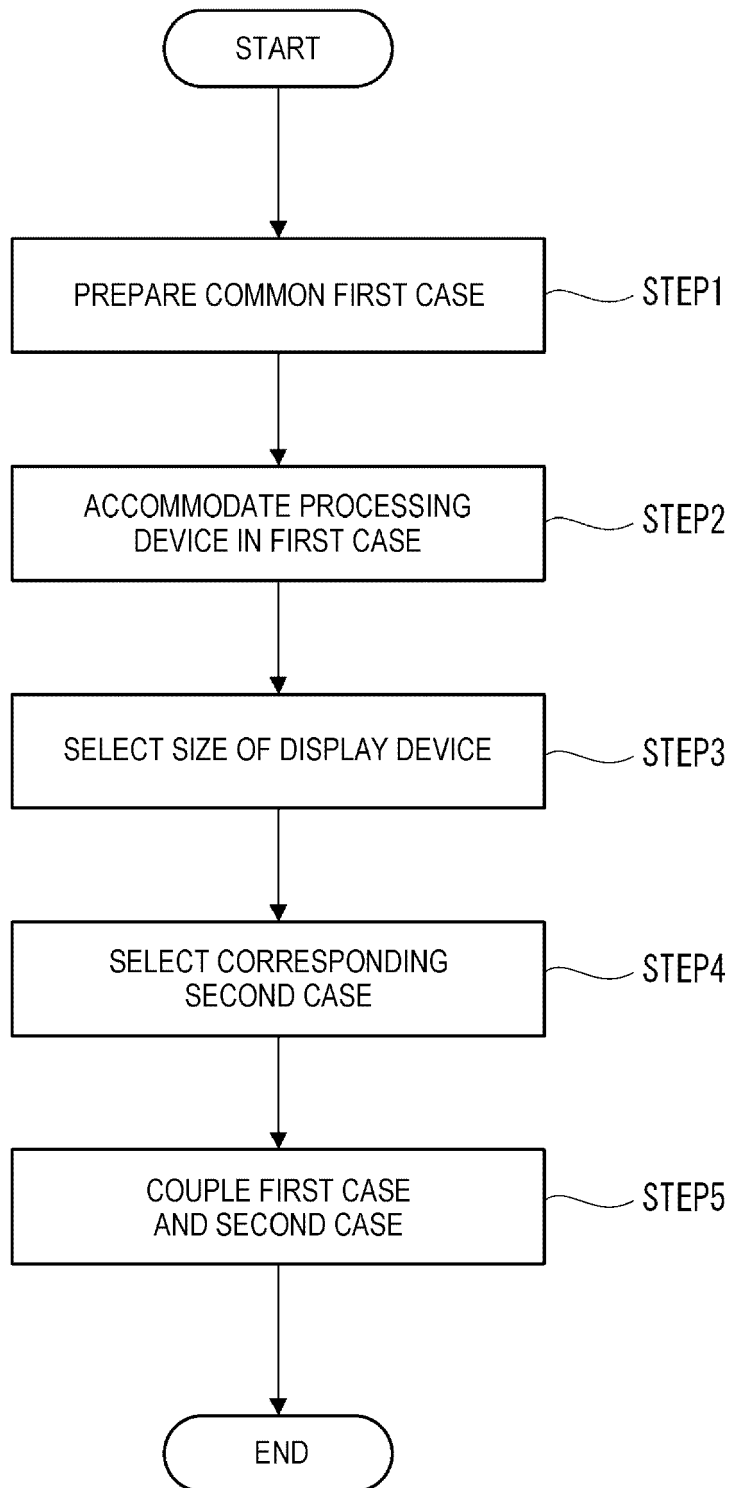 START
PREPARE COMMON FIRST CASE
STEP1
ACCOMMODATE PROCESSING
DEVICE IN FIRST CASE
STEP2
SELECT SIZE OF DISPLAY DEVICE
STEP3
SELECT CORRESPONDING
SECOND CASE
STEP4
COUPLE FIRST CASE
AND SECOND CASE
STEP5
END